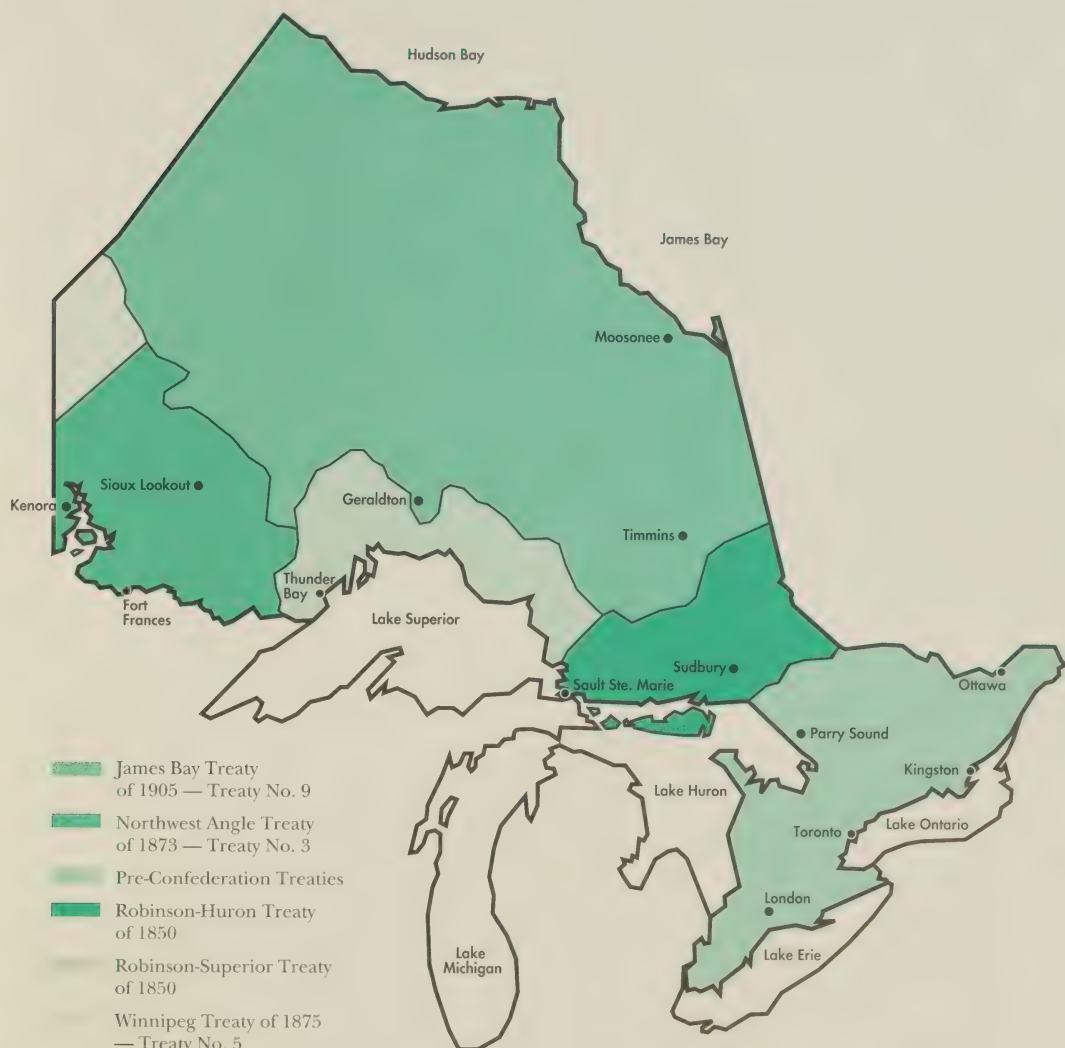 Hudson Bay
James Bay
Moosonee
Sioux Lookout
Kenora
Geraldton
Timmins
Thunder
Bay
Fort
Frances
Lake Superior
Sudbury
Sault Ste. Marie
Ottawa
Parry Sound
Kingston
Lake Huron
Toronto
Lake Ontario
London
Lake Erie
Lake
Michigan
James Bay Treaty
of 1905 — Treaty No. 9
Northwest Angle Treaty
of 1873 — Treaty No. 3
Pre-Confederation Treaties
Robinson-Huron Treaty
of 1850
Robinson-Superior Treaty
of 1850
Winnipeg Treaty of 1875
— Treaty No. 5